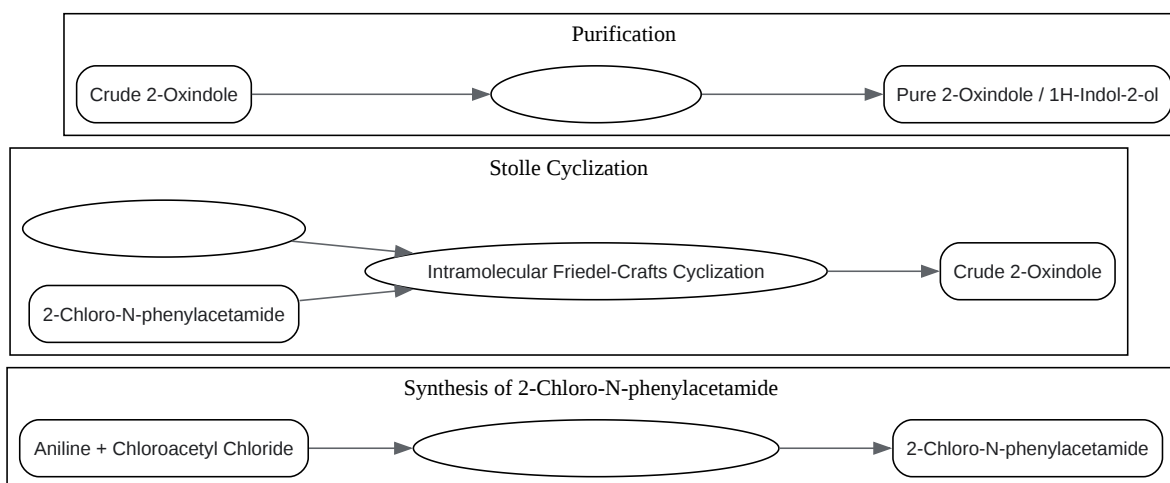 Purification
Crude 2-Oxindole
Pure 2-Oxindole / 1H-Indol-2-ol
Stolle Cyclization
2-Chloro-N-phenylacetamide
Intramolecular Friedel-Crafts Cyclization
Crude 2-Oxindole
Synthesis of 2-Chloro-N-phenylacetamide
Aniline + Chloroacetyl Chloride
2-Chloro-N-phenylacetamide